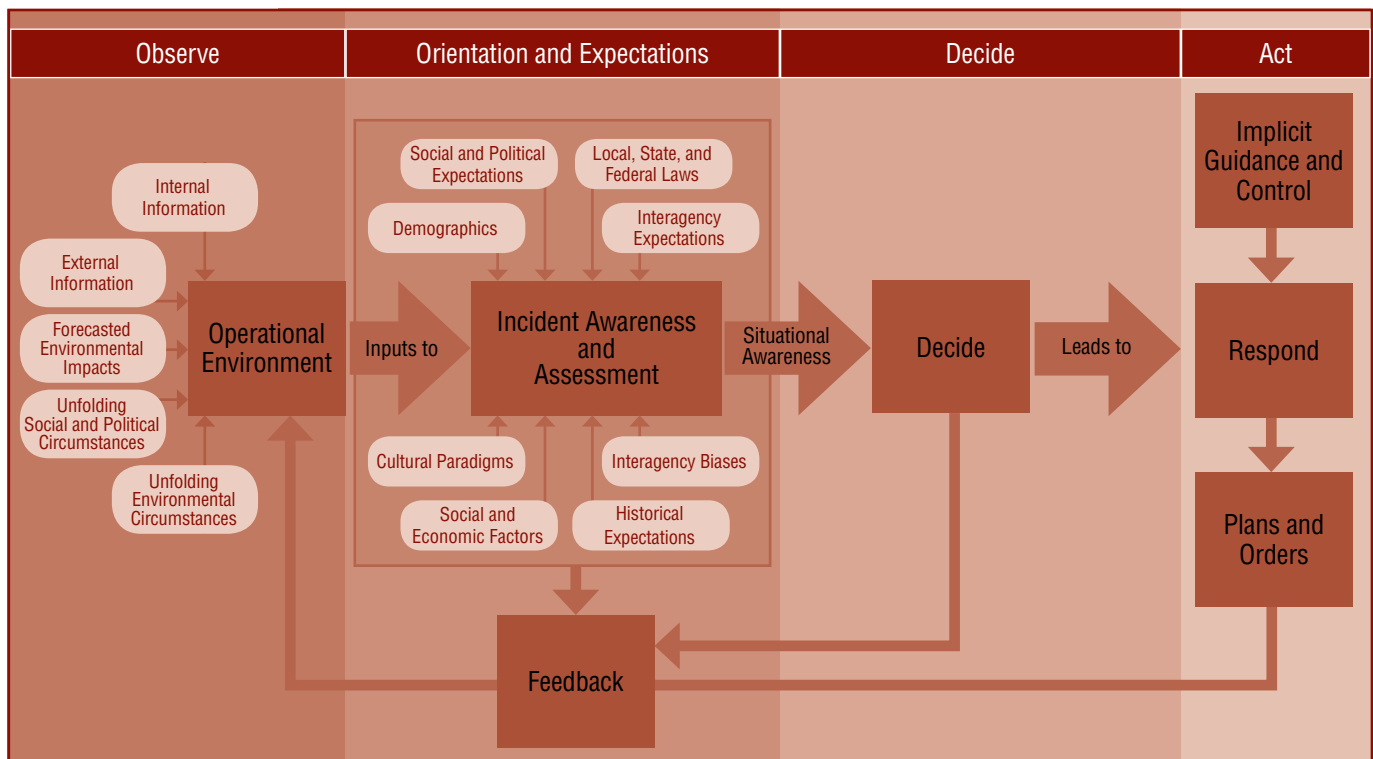 Observe
Orientation and Expectations
Decide
Act
Internal
Information
External
Information
Forecasted
Environmental
Impacts
Unfolding
Social and Political
Circumstances
Unfolding
Environmental
Circumstances
Operational
Environment
Inputs to
Social and Political
Expectations
Local, State, and
Federal Laws
Demographics
Interagency
Expectations
Incident Awareness
and
Assessment
Cultural Paradigms
Interagency Biases
Social and
Economic Factors
Historical
Expectations
Situational
Awareness
Decide
Leads to
Implicit
Guidance and
Control
Respond
Plans and
Orders
Feedback